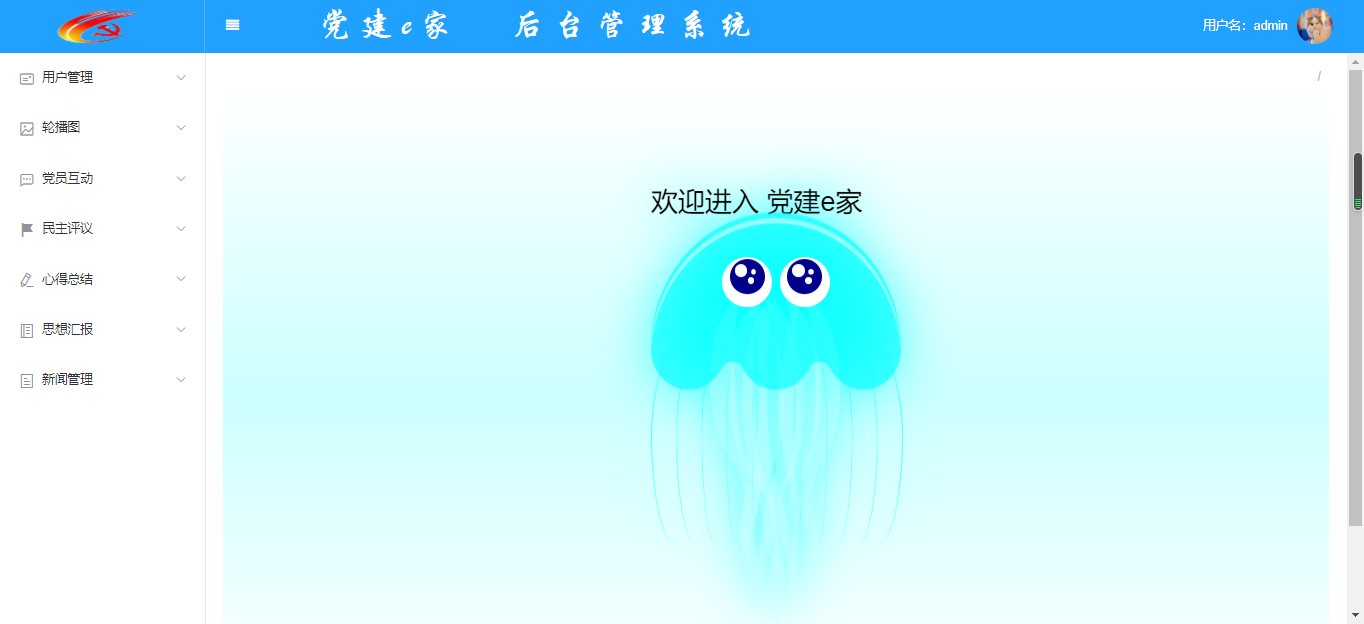 党建e家 后台管理系统
用户名：admin
/
用户管理
轮播图
党员互动
民主评议
心得总结
思想汇报
新闻管理
欢迎进入 党建e家